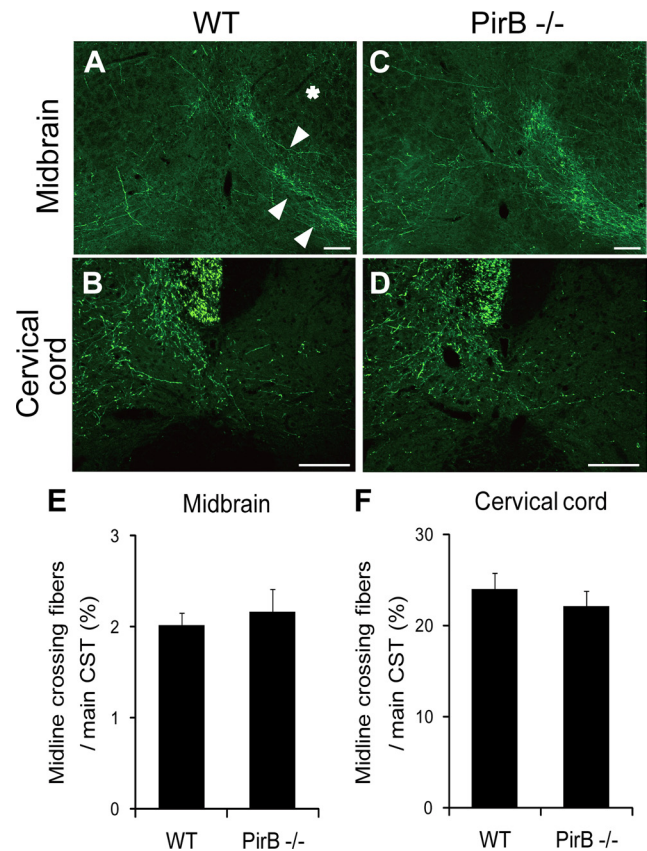 WT
PirB -/-
Midbrain
A
*
C
Cervical
cord
B
D
E
Midbrain
Midline crossing fibers
/ main CST (%)
3
2
1
0
WT
PirB -/-
F
Cervical cord
Midline crossing fibers
/ main CST (%)
30
20
10
0
WT
PirB -/-